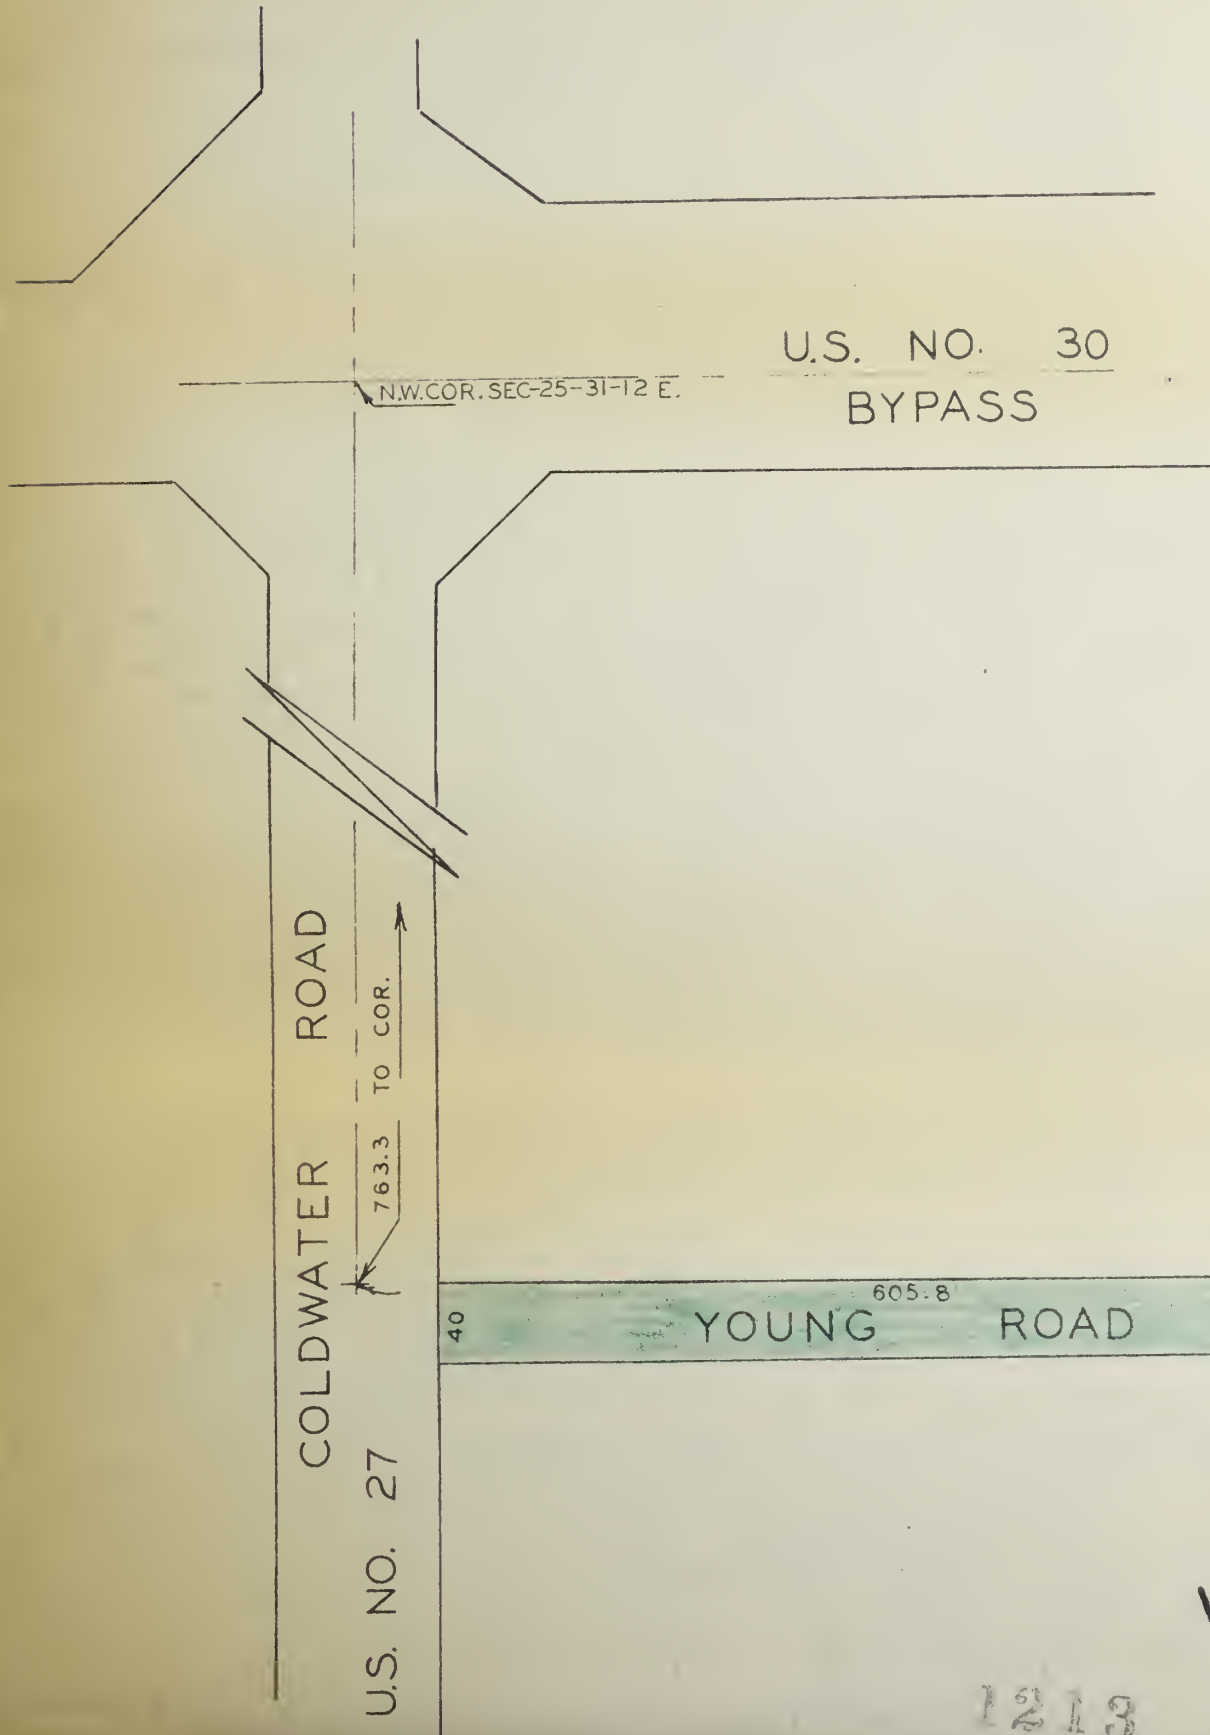 U.S. NO. 30
BYPASS
N.W.COR.SEC-25-31-12 E.
COLDWATER ROAD
763.3 TO COR.
U.S. NO. 27
40
605.8
YOUNG ROAD
1213